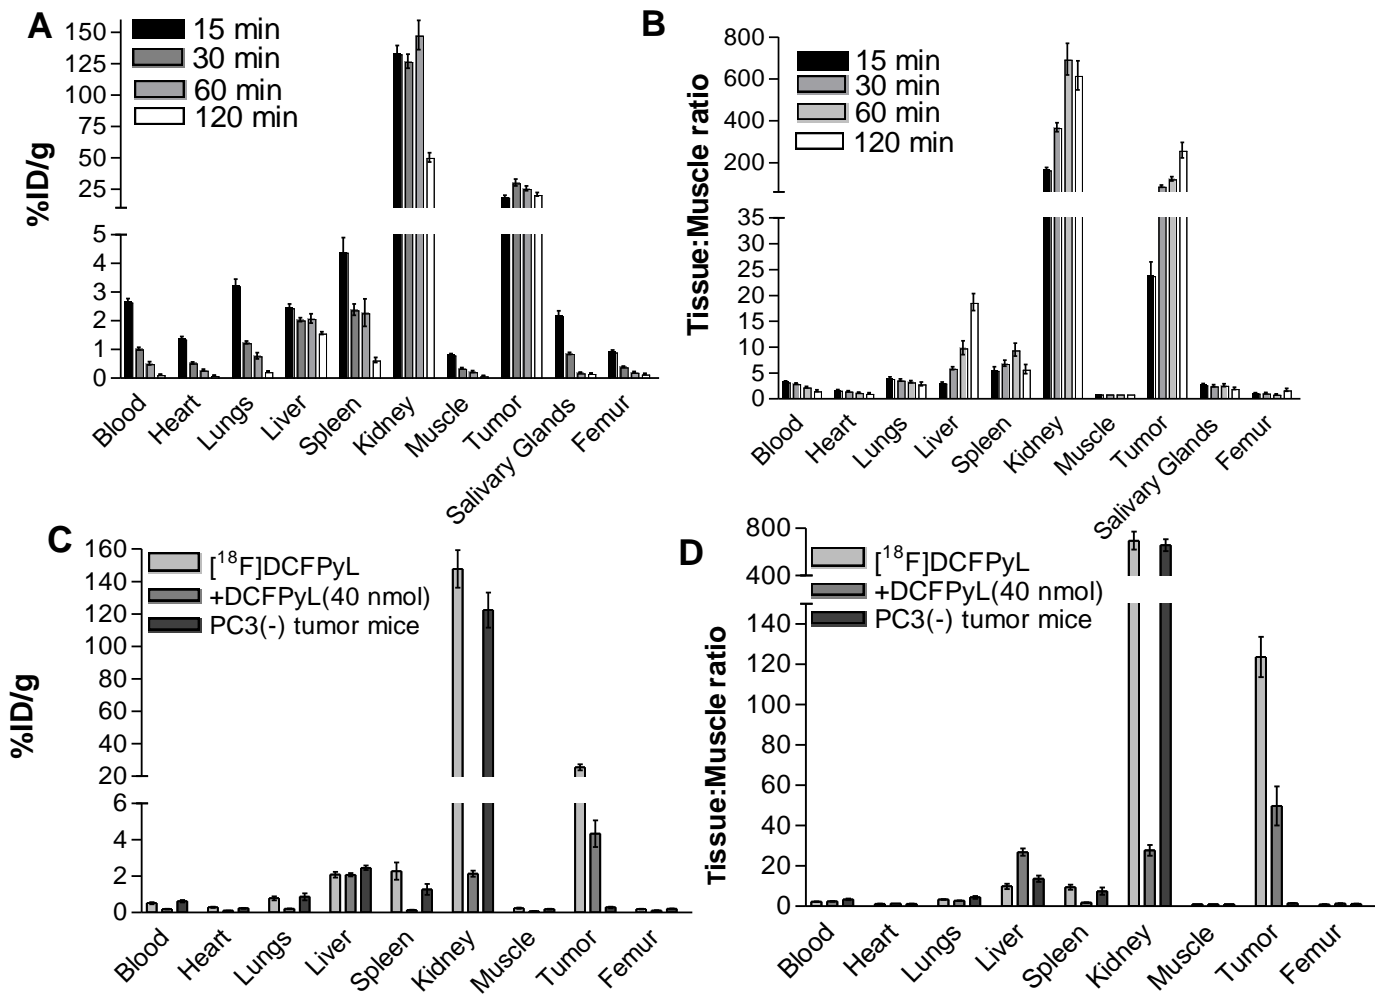 A
15 min
30 min
60 min
120 min
%ID/g
150
125
100
75
50
25
5
4
3
2
1
0
Blood
Heart
Lungs
Liver
Spleen
Kidney
Muscle
Tumor
Salivary Glands
Femur
B
15 min
30 min
60 min
120 min
Tissue:Muscle ratio
800
600
400
200
35
30
25
20
15
10
5
0
Blood
Heart
Lungs
Liver
Spleen
Kidney
Muscle
Tumor
Salivary Glands
Femur
C
[¹⁸F]DCFPyL
+DCFPyL(40 nmol)
PC3(-) tumor mice
%ID/g
160
140
120
100
80
60
40
20
6
4
2
0
Blood
Heart
Lungs
Liver
Spleen
Kidney
Muscle
Tumor
Femur
D
[¹⁸F]DCFPyL
+DCFPyL(40 nmol)
PC3(-) tumor mice
Tissue:Muscle ratio
800
400
140
120
100
80
60
40
20
0
Blood
Heart
Lungs
Liver
Spleen
Kidney
Muscle
Tumor
Femur